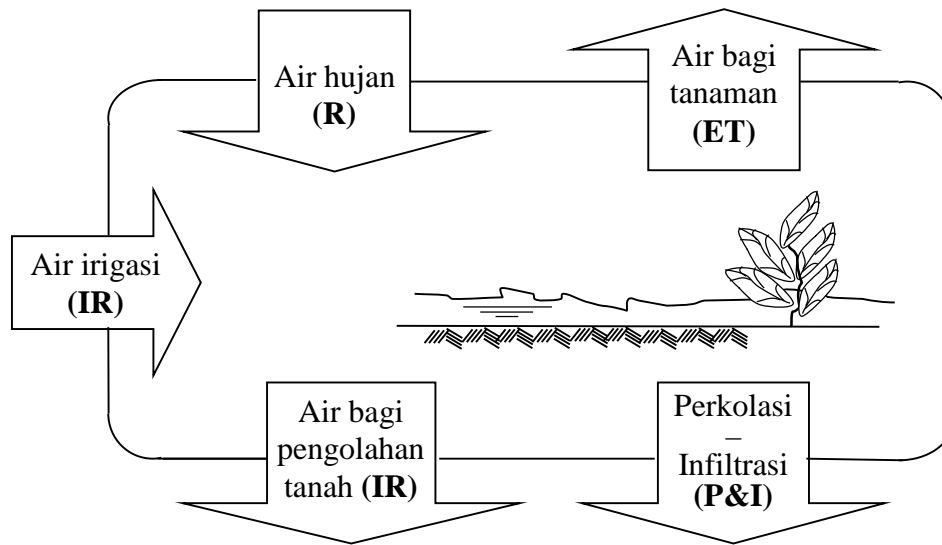 Air hujan
(R)
Air bagi
tanaman
(ET)
Air irigasi
(IR)
Air bagi
pengolahan
tanah (IR)
Perkolasi
–
Infiltrasi
(P&I)